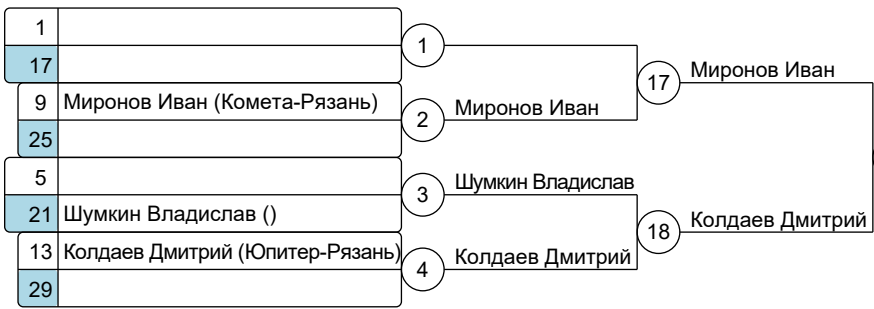 1
17
9 Миронов Иван (Комета-Рязань)
25
5
21 Шумкин Владислав ()
13 Колдаев Дмитрий (Юпитер-Рязань)
29
1
2 Миронов Иван
3 Шумкин Владислав
4 Колдаев Дмитрий
17 Миронов Иван
18 Колдаев Дмитрий